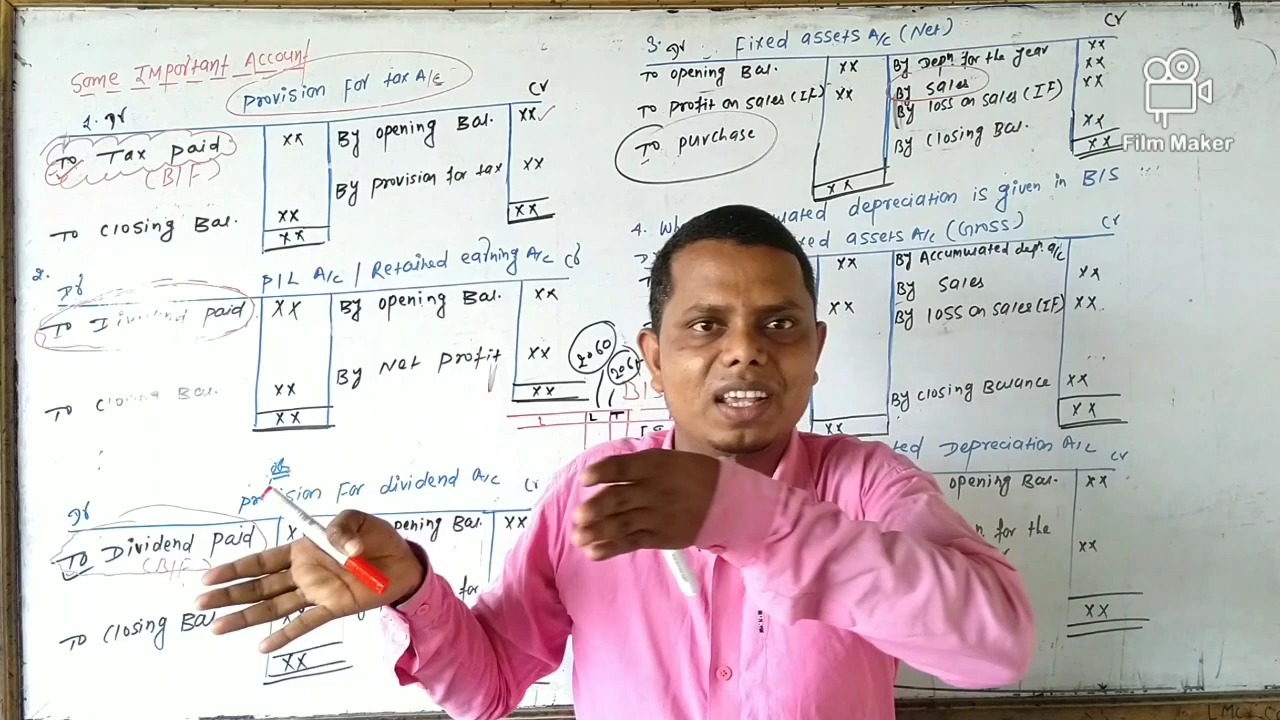 Some Important Account
Provision for tax A/c
1. Dr
Cr
To Tax paid
(B/F)
xx
By opening Bal.
xx
By provision for tax
xx
To closing Bal.
xx
xx
xx
2.
Dr
P/L A/c / Retained earning A/c
Cr
To Dividend paid
xx
By opening Bal.
xx
By Net profit
xx
To closing Bal.
xx
xx
xx
2060
B/S
L
L
T
Dr
provision For dividend A/c
Cr
To Dividend paid
(B/F)
opening Bal.
xx
for
To closing Bal
xx
3. Dr
Fixed assets A/c (Net)
Cr
To opening Bal.
xx
By Depn for the year
xx
To profit on sales (IF)
xx
By sales
xx
By loss on sales (IF)
xx
To purchase
By closing Bal.
xx
xx
xx
4.
depreciation is given in B/S
assets A/c (Gross)
Cr
xx
By Accumulated depn. a/c
xx
By sales
xx
By loss on sales (IF)
xx
By closing Balance
xx
xx
xx
Depreciation A/c
Cr
opening Bal.
xx
for the
xx
xx
Film Maker